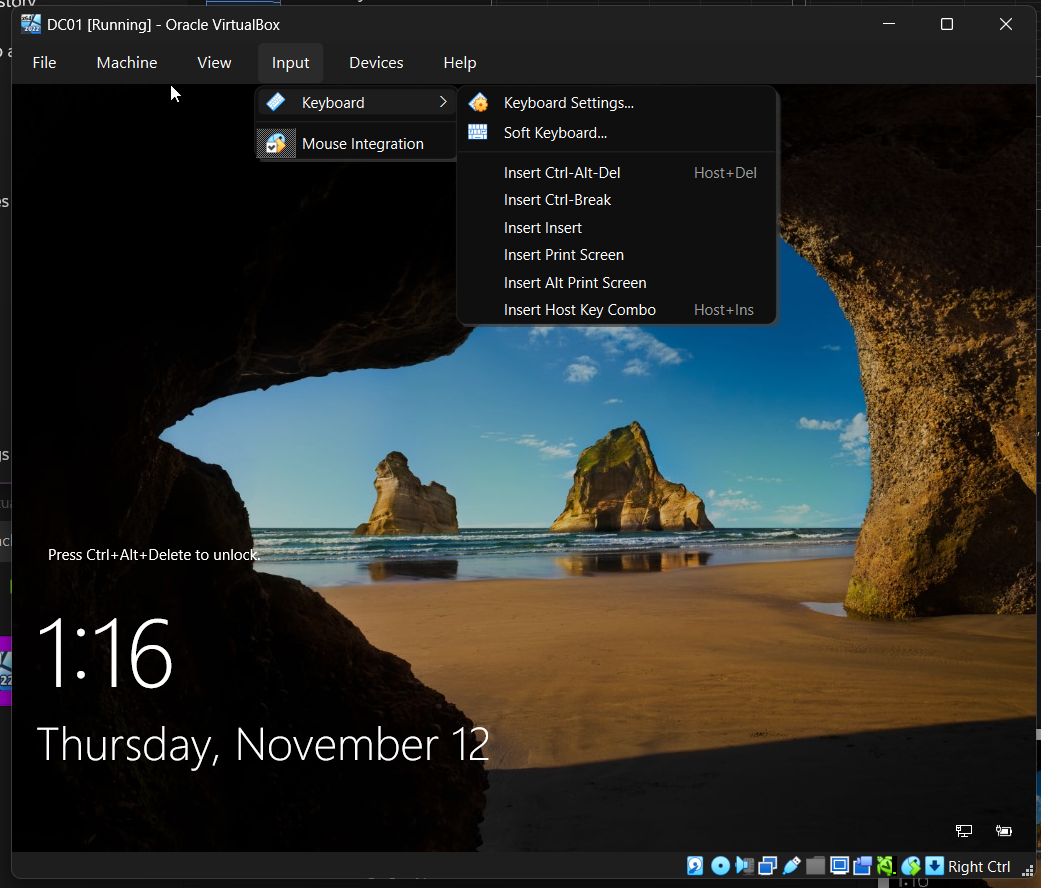 story
DC01 [Running] - Oracle VirtualBox
File Machine View Input Devices Help
Keyboard
Mouse Integration
Keyboard Settings...
Soft Keyboard...
Insert Ctrl-Alt-Del Host+Del
Insert Ctrl-Break
Insert Insert
Insert Print Screen
Insert Alt Print Screen
Insert Host Key Combo Host+Ins
Press Ctrl+Alt+Delete to unlock.
1:16
Thursday, November 12
Right Ctrl